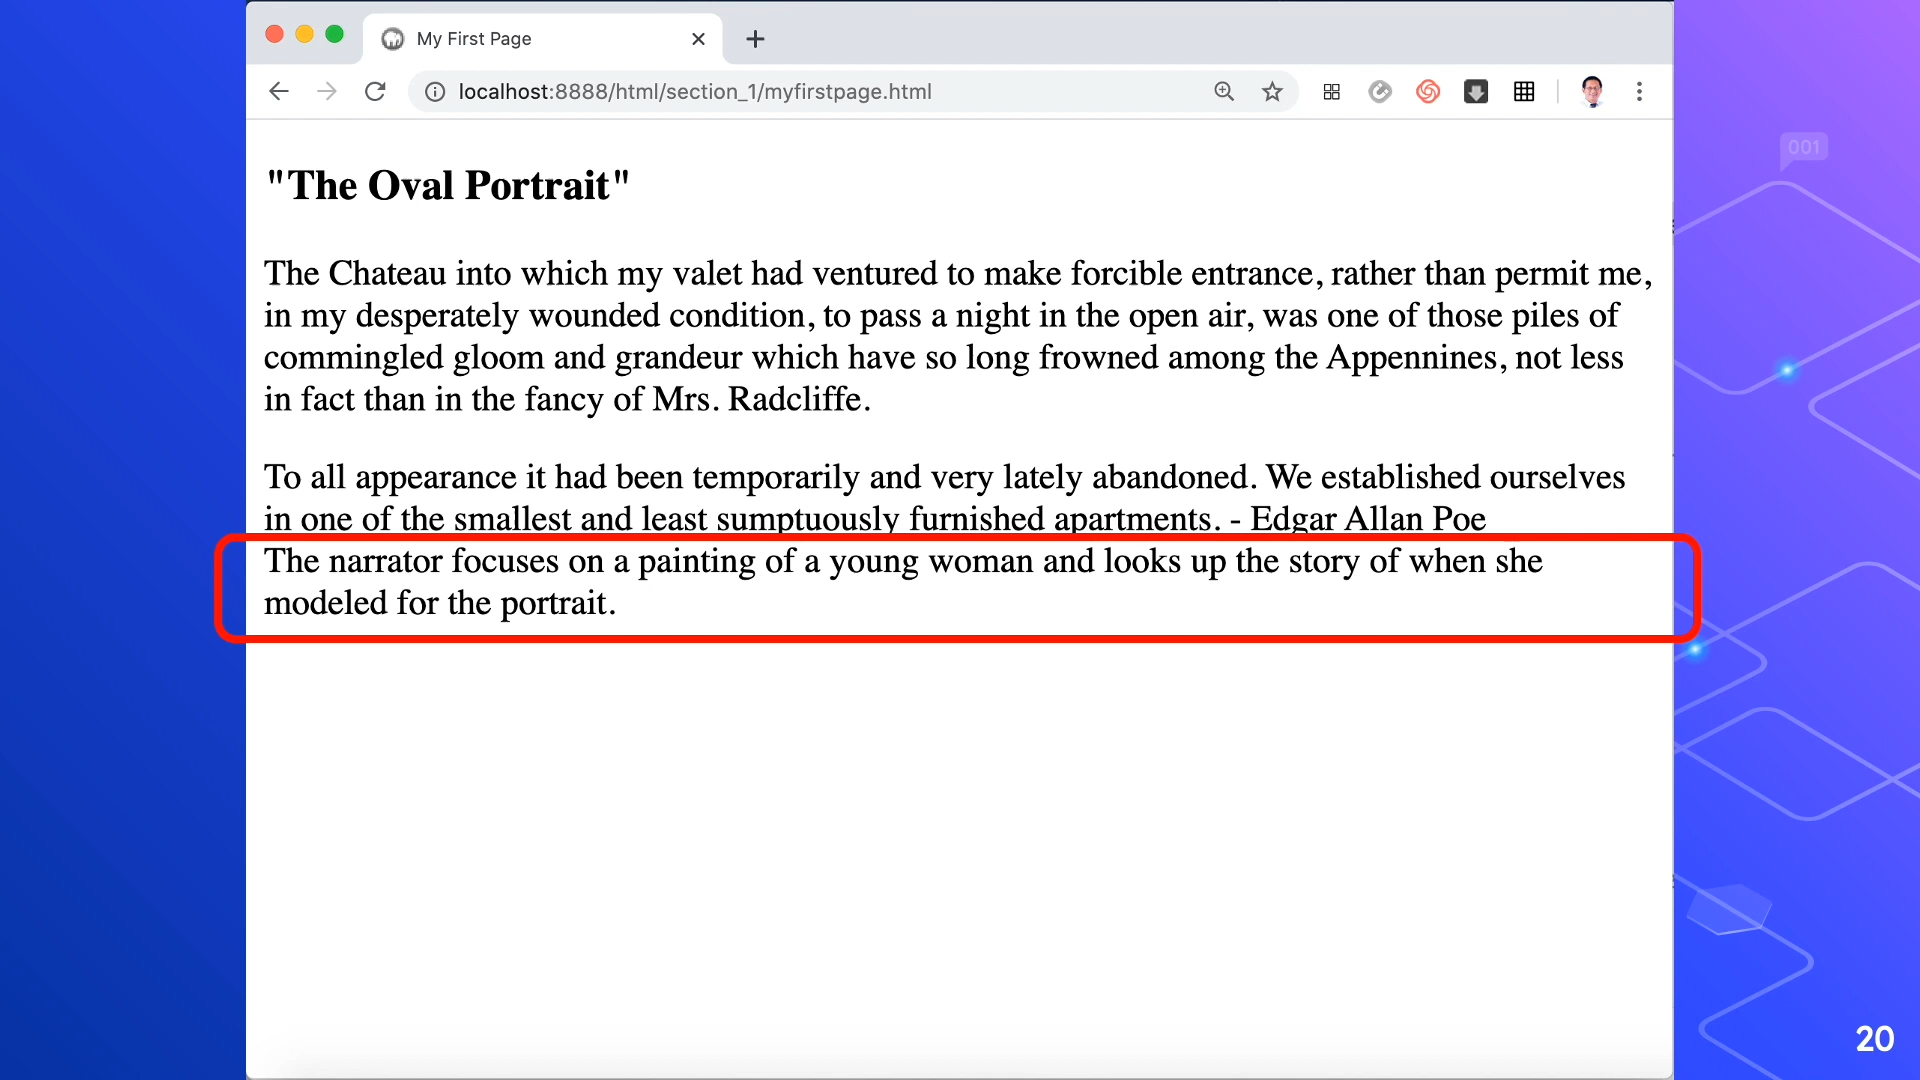 My First Page
localhost:8888/html/section_1/myfirstpage.html
001
"The Oval Portrait"
The Chateau into which my valet had ventured to make forcible entrance, rather than permit me,
in my desperately wounded condition, to pass a night in the open air, was one of those piles of
commingled gloom and grandeur which have so long frowned among the Appennines, not less
in fact than in the fancy of Mrs. Radcliffe.
To all appearance it had been temporarily and very lately abandoned. We established ourselves
in one of the smallest and least sumptuously furnished apartments. - Edgar Allan Poe
The narrator focuses on a painting of a young woman and looks up the story of when she
modeled for the portrait.
20